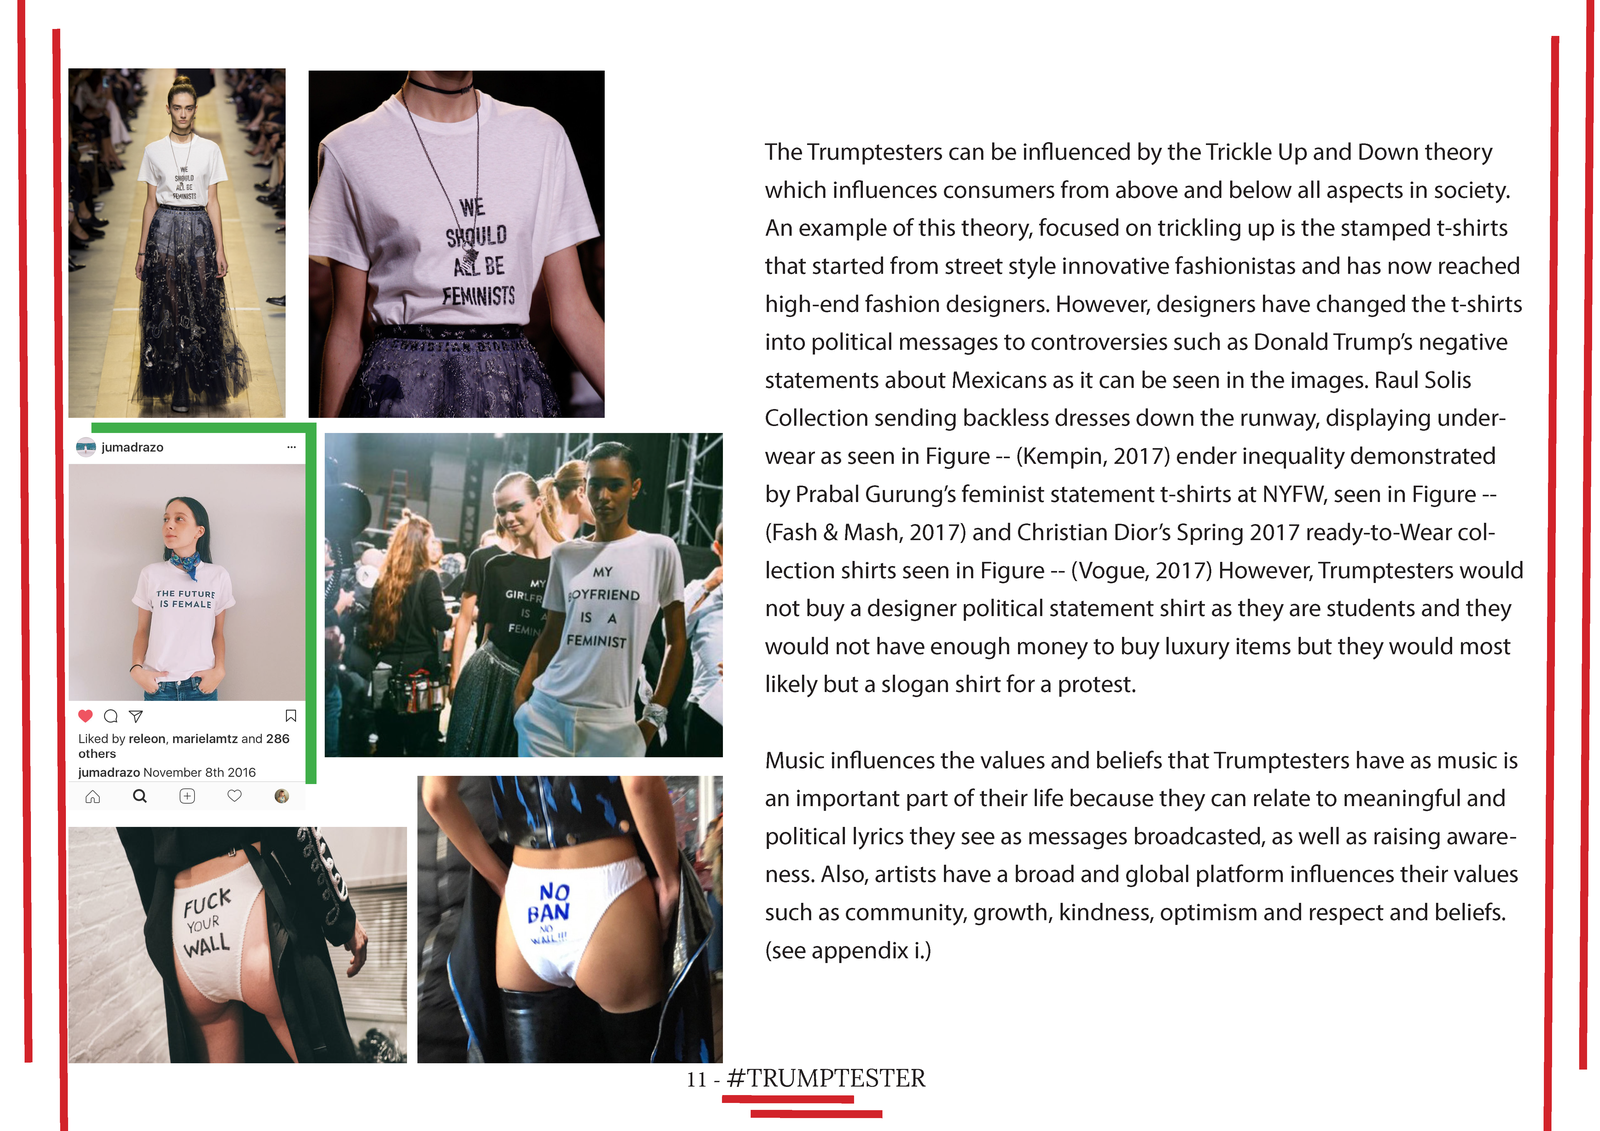 WE
SHOULD
ALL BE
FEMINISTS
WE
SHOULD
ALL BE
FEMINISTS
jumadrazo
THE FUTURE
IS FEMALE
Liked by releon, marielamtz and 286
others
jumadrazo November 8th 2016
MY
GIRLFR
IS A
FEMIN
MY
BOYFRIEND
IS A
FEMINIST
FUCK
YOUR
WALL
NO
BAN
NO
WALL!!!
The Trumptesters can be influenced by the Trickle Up and Down theory
which influences consumers from above and below all aspects in society.
An example of this theory, focused on trickling up is the stamped t-shirts
that started from street style innovative fashionistas and has now reached
high-end fashion designers. However, designers have changed the t-shirts
into political messages to controversies such as Donald Trump’s negative
statements about Mexicans as it can be seen in the images. Raul Solis
Collection sending backless dresses down the runway, displaying under-
wear as seen in Figure -- (Kempin, 2017) ender inequality demonstrated
by Prabal Gurung’s feminist statement t-shirts at NYFW, seen in Figure --
(Fash & Mash, 2017) and Christian Dior’s Spring 2017 ready-to-Wear col-
lection shirts seen in Figure -- (Vogue, 2017) However, Trumptesters would
not buy a designer political statement shirt as they are students and they
would not have enough money to buy luxury items but they would most
likely but a slogan shirt for a protest.
Music influences the values and beliefs that Trumptesters have as music is
an important part of their life because they can relate to meaningful and
political lyrics they see as messages broadcasted, as well as raising aware-
ness. Also, artists have a broad and global platform influences their values
such as community, growth, kindness, optimism and respect and beliefs.
(see appendix i.)
11 - #TRUMPTESTER